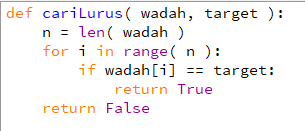 def cariLurus( wadah, target ):
    n = len( wadah )
    for i in range( n ):
        if wadah[i] == target:
            return True
    return False